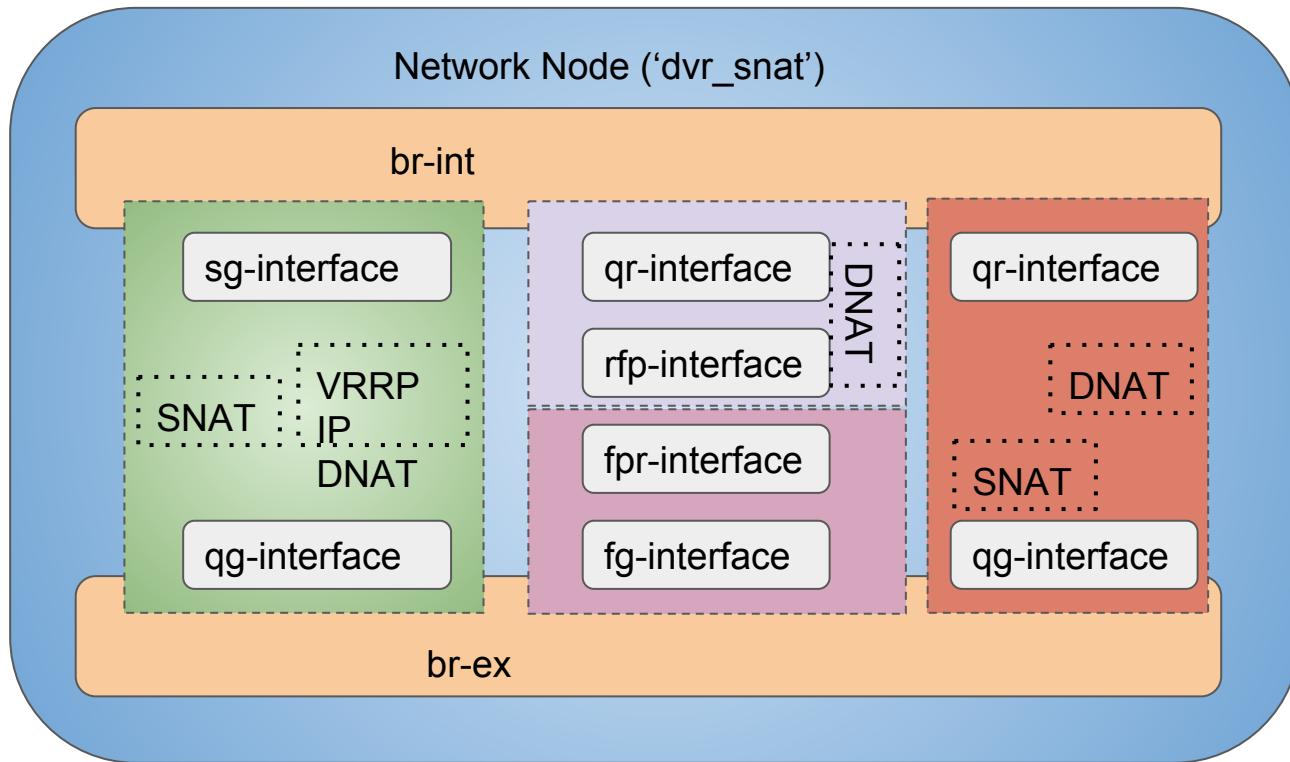 Network Node (‘dvr_snat’)
br-int
sg-interface
SNAT
VRRP
IP
DNAT
qg-interface
qr-interface
DNAT
rfp-interface
fpr-interface
fg-interface
qr-interface
DNAT
SNAT
qg-interface
br-ex